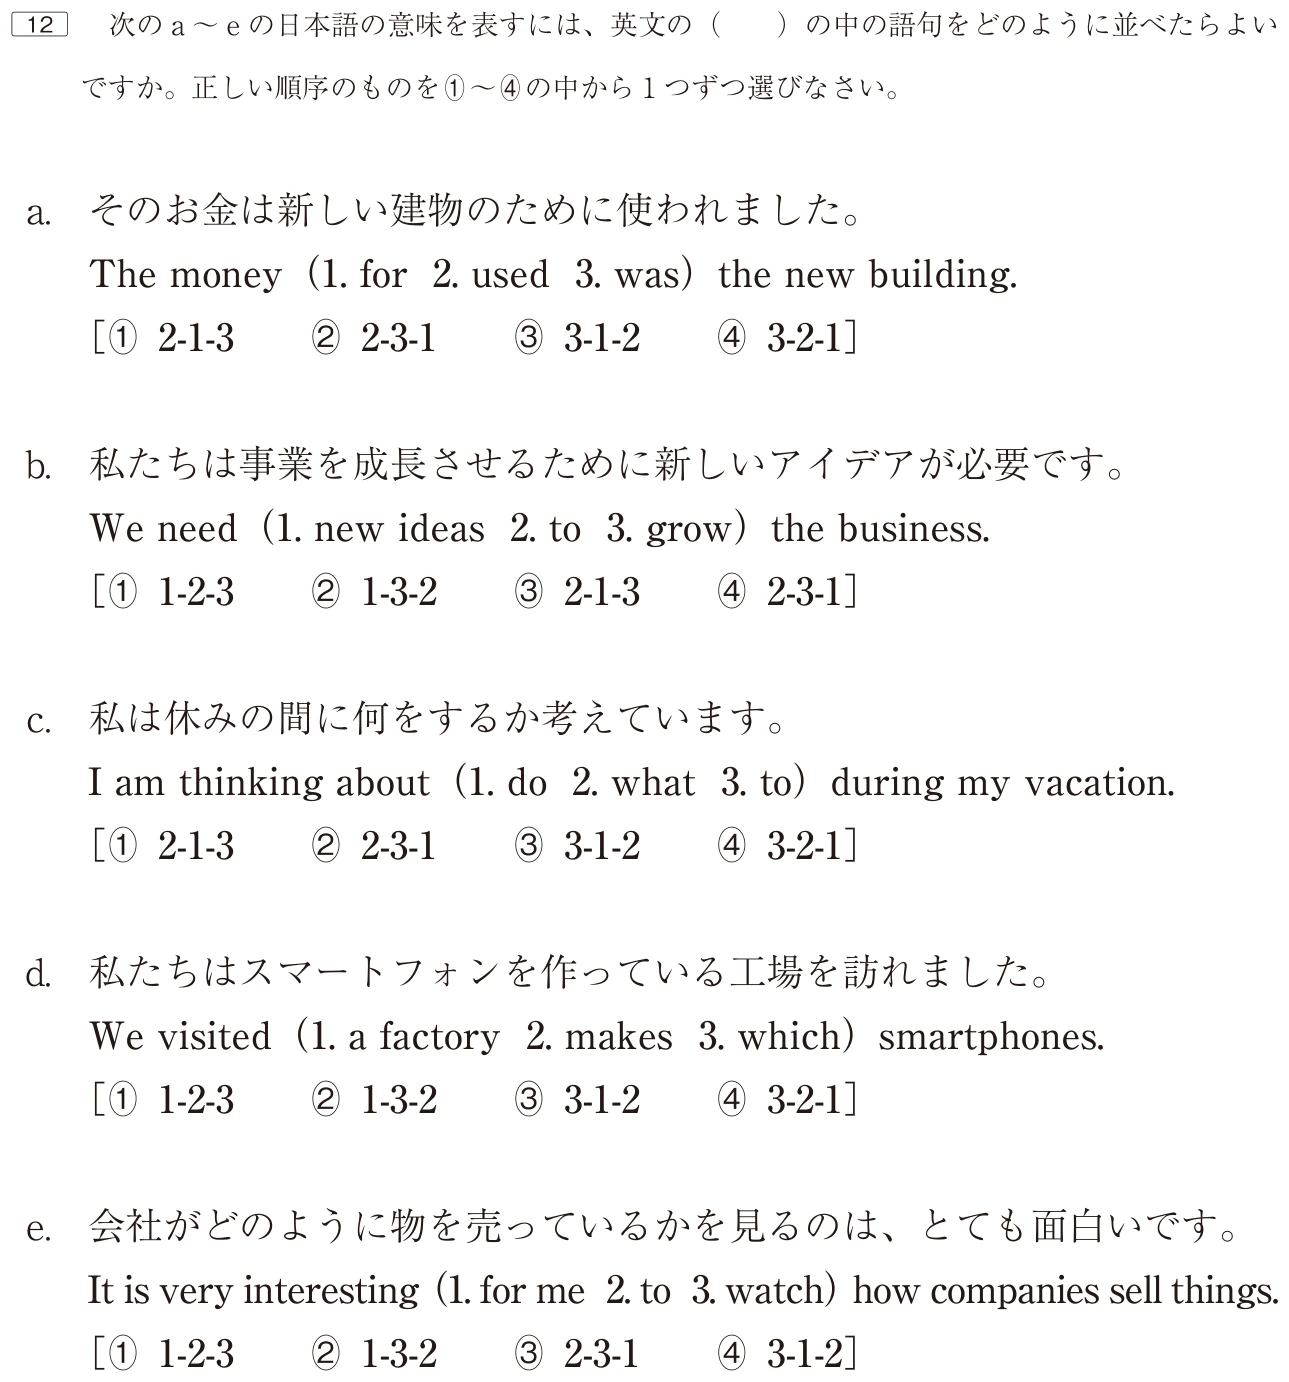 12 次のa～eの日本語の意味を表すには、英文の（　　）の中の語句をどのように並べたらよい
ですか。正しい順序のものを①～④の中から1つずつ選びなさい。
a. そのお金は新しい建物のために使われました。
The money（1. for 2. used 3. was）the new building.
［① 2-1-3 ② 2-3-1 ③ 3-1-2 ④ 3-2-1］
b. 私たちは事業を成長させるために新しいアイデアが必要です。
We need（1. new ideas 2. to 3. grow）the business.
［① 1-2-3 ② 1-3-2 ③ 2-1-3 ④ 2-3-1］
c. 私は休みの間に何をするか考えています。
I am thinking about（1. do 2. what 3. to）during my vacation.
［① 2-1-3 ② 2-3-1 ③ 3-1-2 ④ 3-2-1］
d. 私たちはスマートフォンを作っている工場を訪れました。
We visited（1. a factory 2. makes 3. which）smartphones.
［① 1-2-3 ② 1-3-2 ③ 3-1-2 ④ 3-2-1］
e. 会社がどのように物を売っているかを見るのは、とても面白いです。
It is very interesting（1. for me 2. to 3. watch）how companies sell things.
［① 1-2-3 ② 1-3-2 ③ 2-3-1 ④ 3-1-2］